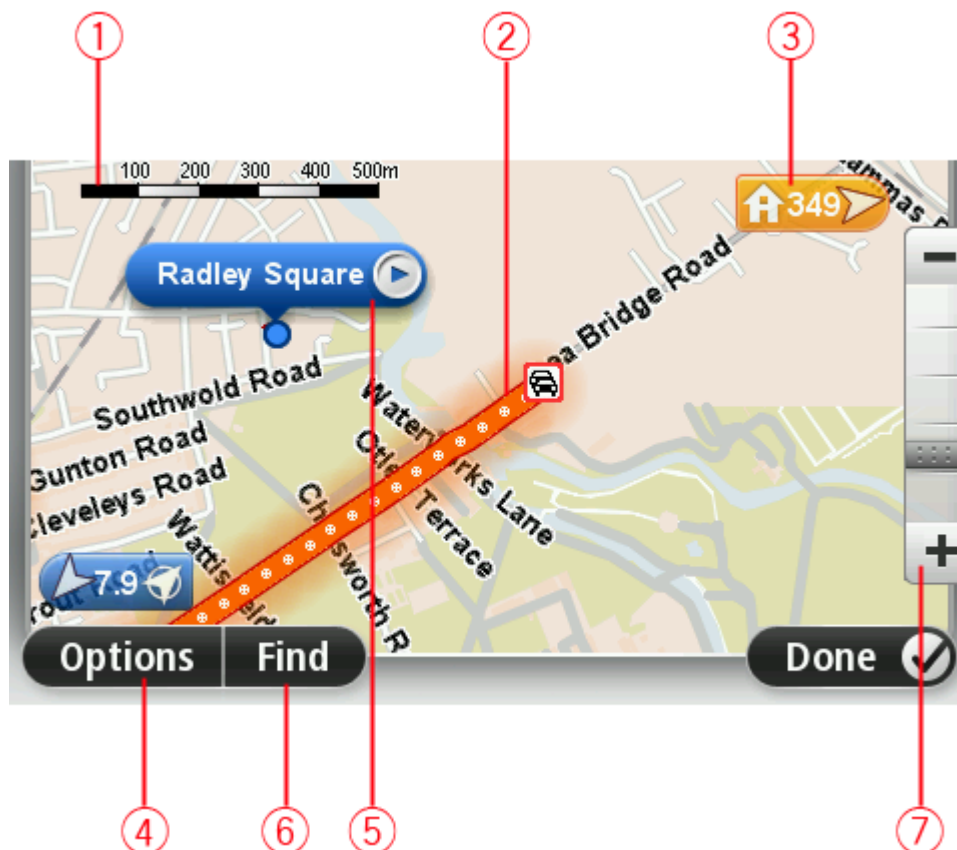 1
2
3
100 200 300 400 500m
349
Radley Square
Bridge Road
Southwold Road
Gunton Road
Cleveleys Road
Lane
Terrace
7.9
Road
Options
Find
Done
4
6
5
7